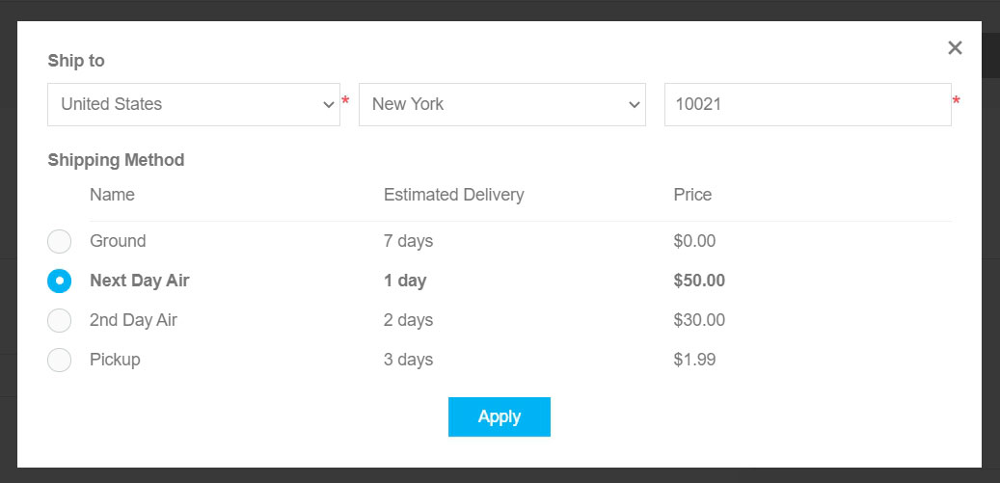 Ship to
United States * New York 10021 *
Shipping Method
Name Estimated Delivery Price
Ground 7 days $0.00
Next Day Air 1 day $50.00
2nd Day Air 2 days $30.00
Pickup 3 days $1.99
Apply